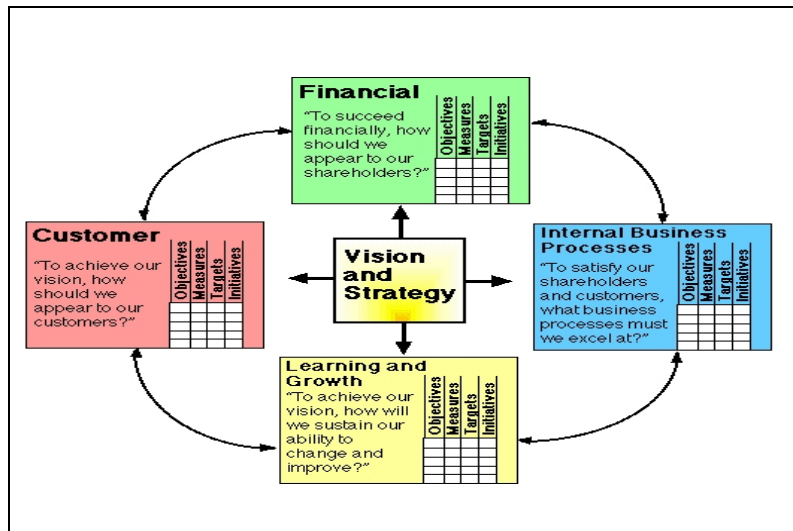 Financial
“To succeed
financially, how
should we
appear to our
shareholders?”
Objectives
Measures
Targets
Initiatives
Customer
“To achieve our
vision, how
should we
appear to our
customers?”
Objectives
Measures
Targets
Initiatives
Vision
and
Strategy
Internal Business
Processes
“To satisfy our
shareholders
and customers,
what business
processes must
we excel at?”
Objectives
Measures
Targets
Initiatives
Learning and
Growth
“To achieve our
vision, how will
we sustain our
ability to
change and
improve?”
Objectives
Measures
Targets
Initiatives